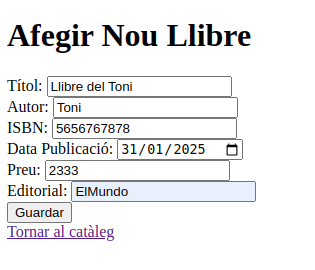 Afegir Nou Llibre
Títol: Llibre del Toni
Autor: Toni
ISBN: 5656767878
Data Publicació: 31/01/2025
Preu: 2333
Editorial: ElMundo
Guardar
Tornar al catàleg